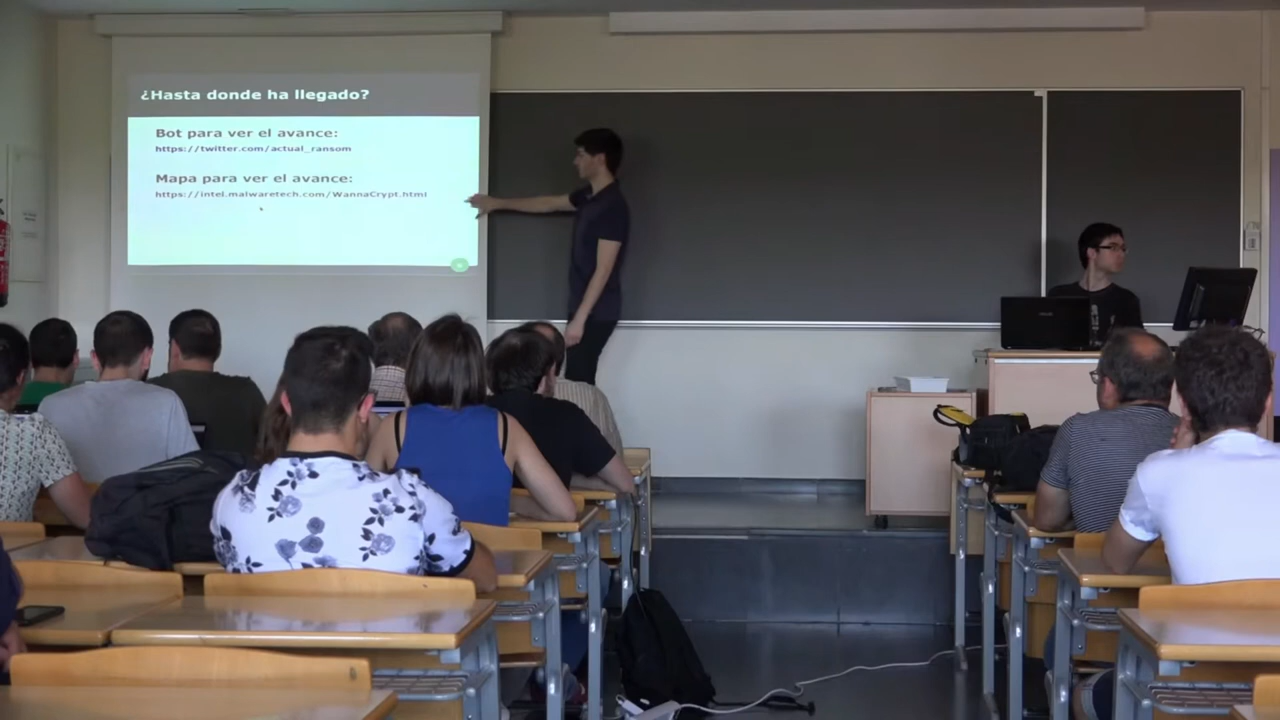 ¿Hasta donde ha llegado?
Bot para ver el avance:
https://twitter.com/actual_ransom
Mapa para ver el avance:
https://intel.malwaretech.com/WannaCrypt.html